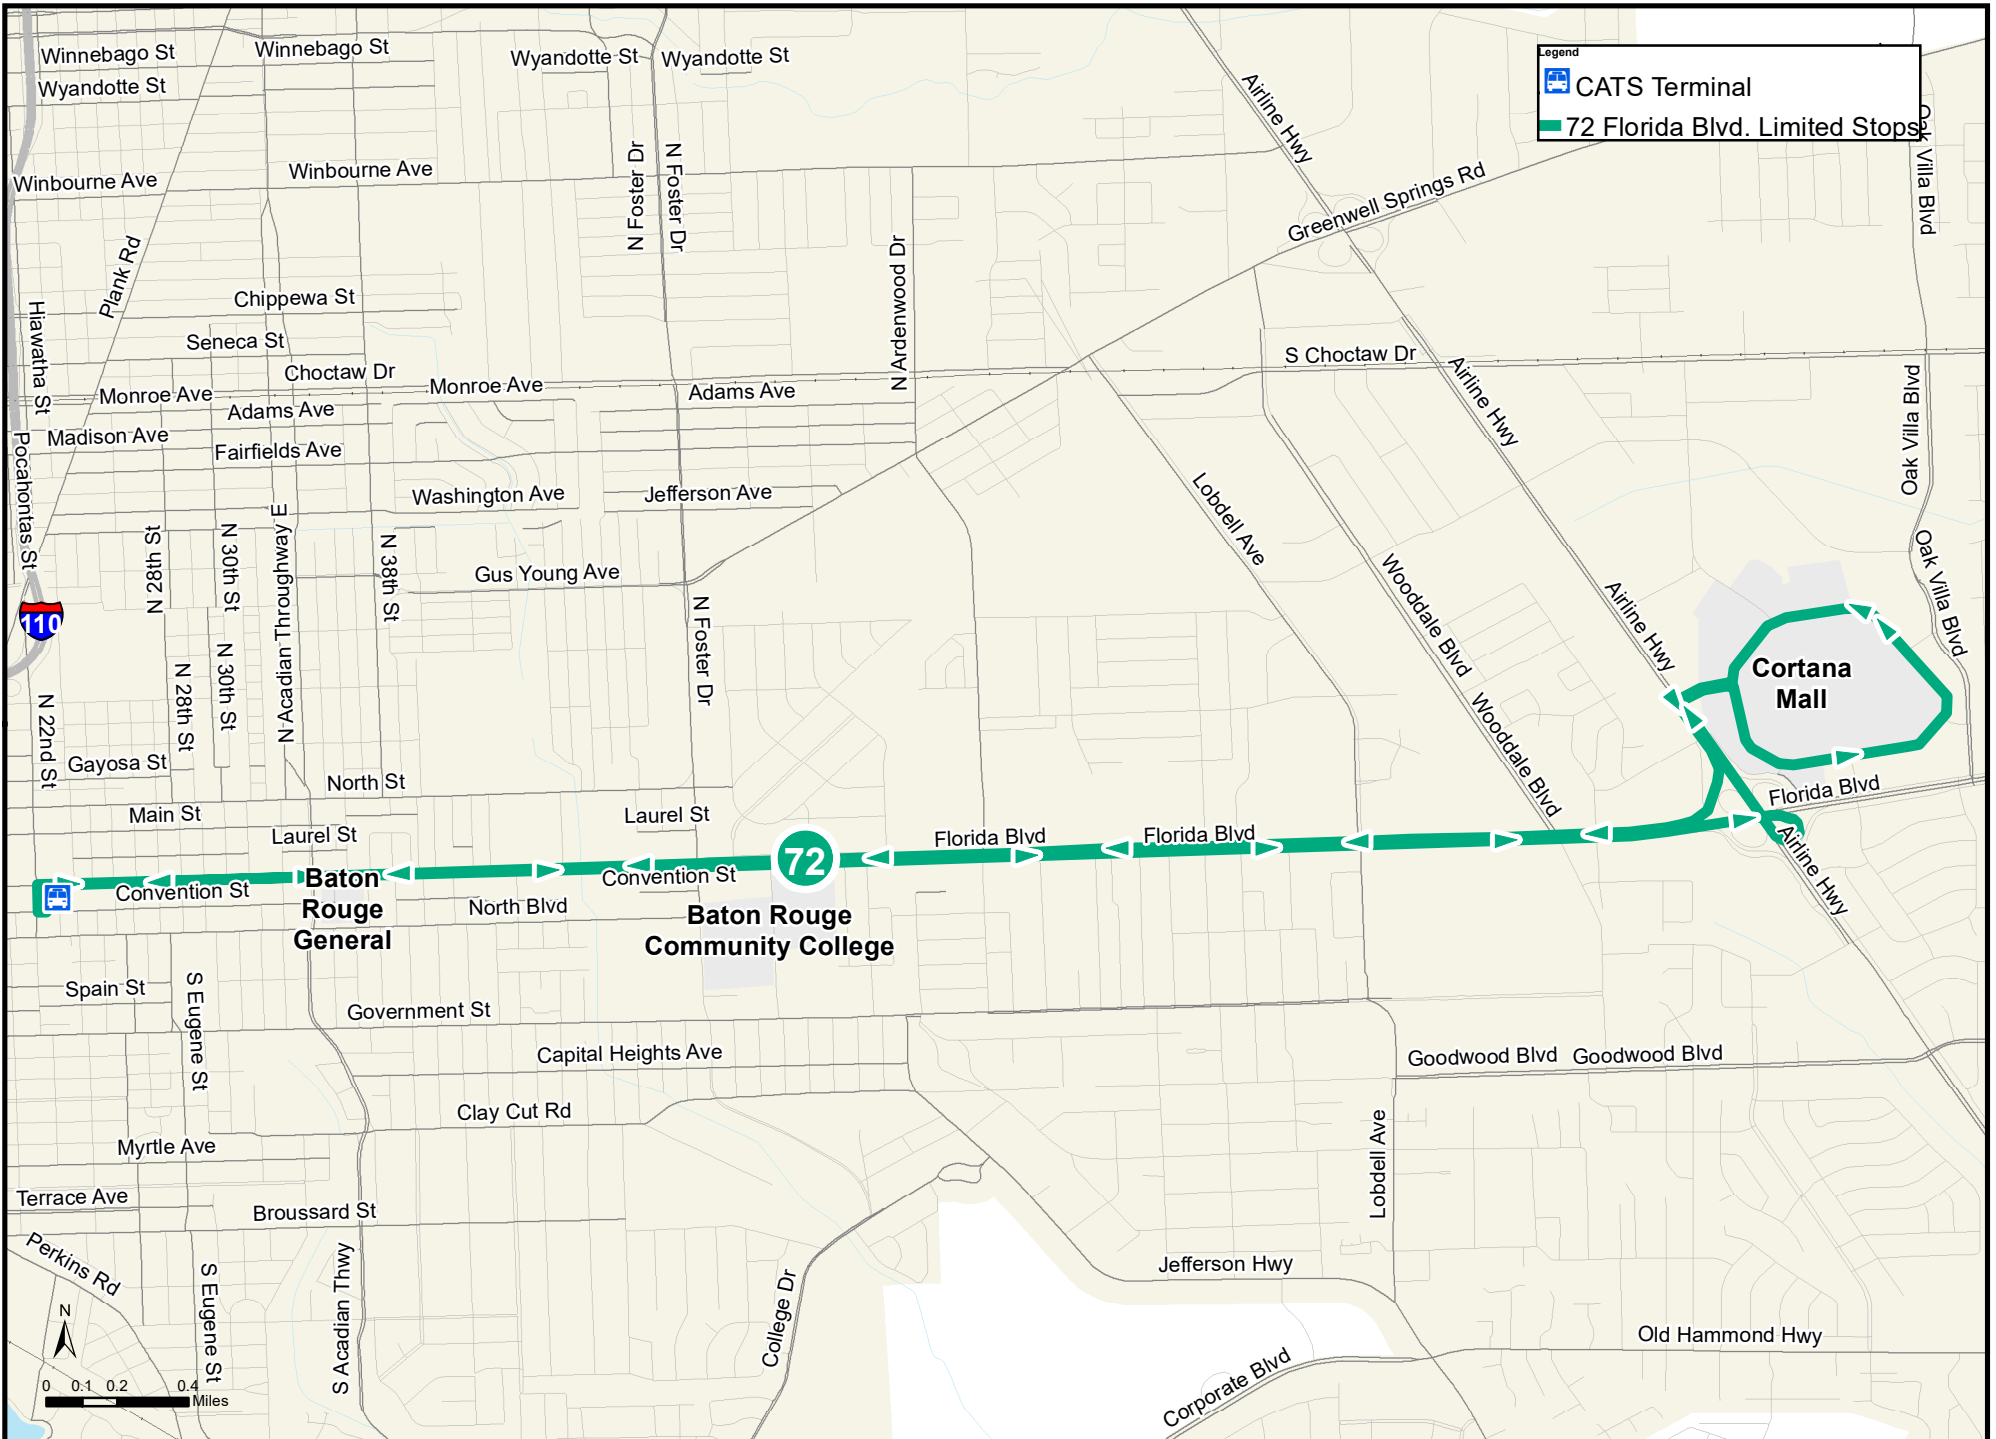 Winnebago St
Winnebago St
Wyandotte St
Wyandotte St
Wyandotte St
Legend
CATS Terminal
72 Florida Blvd. Limited Stops
Airline Hwy
Oak Villa Blvd
Winbourne Ave
Winbourne Ave
N Foster Dr
N Foster Dr
Greenwell Springs Rd
Plank Rd
N Ardenwood Dr
Hiawatha St
Chippewa St
Seneca St
Choctaw Dr
S Choctaw Dr
Airline Hwy
Monroe Ave
Monroe Ave
Adams Ave
Adams Ave
Oak Villa Blvd
Madison Ave
Fairfields Ave
Pocahontas St
Washington Ave
Jefferson Ave
Lobdell Ave
N 28th St
N 30th St
N Acadian Throughway E
N 38th St
Gus Young Ave
Wooddale Blvd
Airline Hwy
Oak Villa Blvd
110
N Foster Dr
N 28th St
N 30th St
N 22nd St
Cortana
Mall
Wooddale Blvd
Gayosa St
North St
Main St
Laurel St
Laurel St
Florida Blvd
Florida Blvd
Florida Blvd
Airline Hwy
72
Convention St
Convention St
Baton
Rouge
General
North Blvd
Baton Rouge
Community College
Spain St
S Eugene St
Government St
Capital Heights Ave
Goodwood Blvd
Goodwood Blvd
Clay Cut Rd
Myrtle Ave
Lobdell Ave
Terrace Ave
Broussard St
Perkins Rd
S Eugene St
S Acadian Thwy
College Dr
Jefferson Hwy
Old Hammond Hwy
Corporate Blvd
N
0 0.1 0.2 0.4
Miles